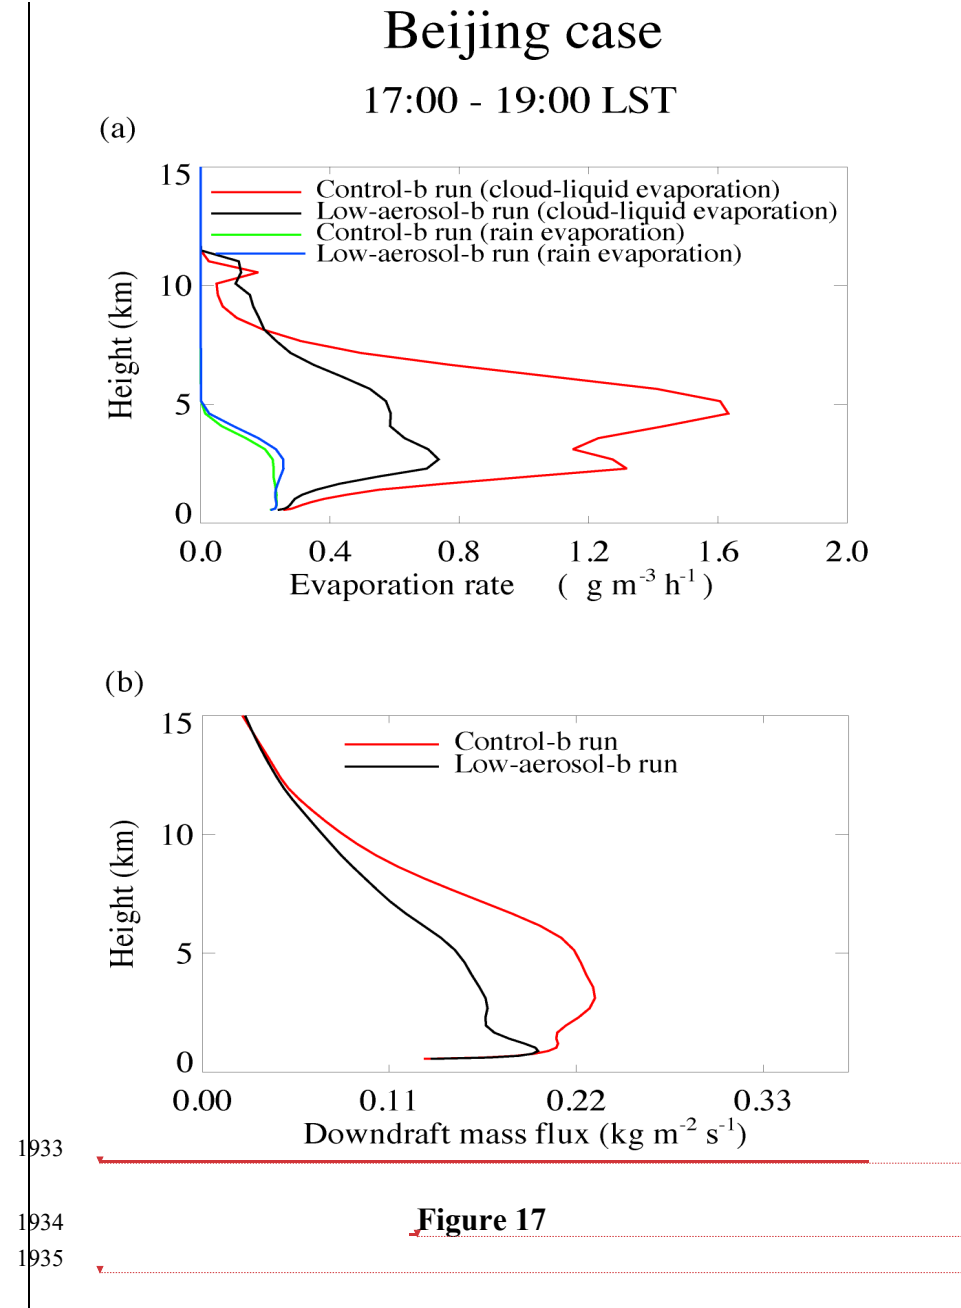 Beijing case
17:00 - 19:00 LST
(a)
15
Control-b run (cloud-liquid evaporation)
Low-aerosol-b run (cloud-liquid evaporation)
Control-b run (rain evaporation)
Low-aerosol-b run (rain evaporation)
10
Height (km)
5
0
0.0 0.4 0.8 1.2 1.6 2.0
Evaporation rate ( g m-3 h-1 )
(b)
15
Control-b run
Low-aerosol-b run
10
Height (km)
5
0
0.00 0.11 0.22 0.33
Downdraft mass flux (kg m-2 s-1)
1933
1934 Figure 17
1935